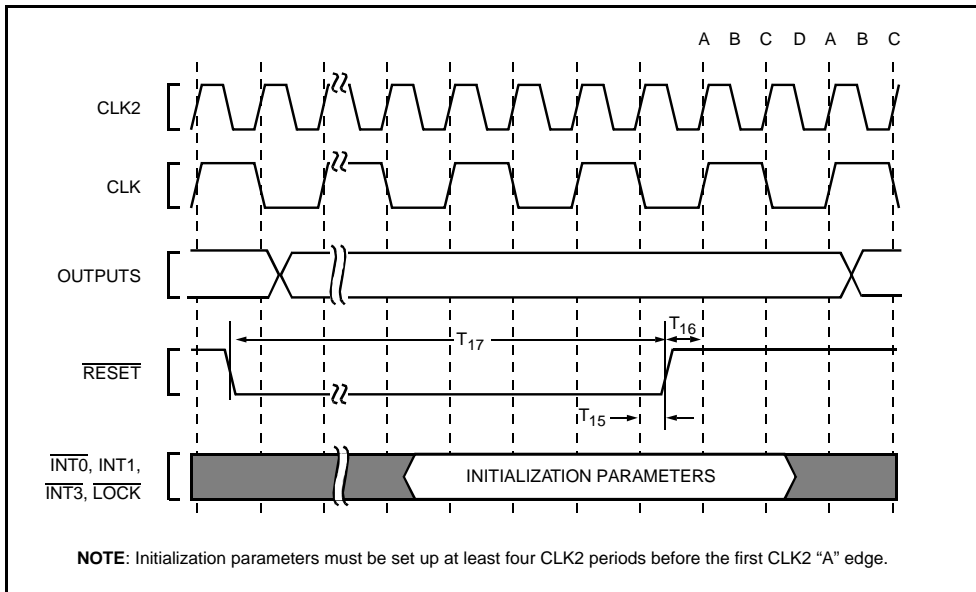 A B C D A B C
CLK2
CLK
OUTPUTS
T17
T16
RESET
T15
INT0, INT1,
INT3, LOCK
INITIALIZATION PARAMETERS
NOTE: Initialization parameters must be set up at least four CLK2 periods before the first CLK2 “A” edge.